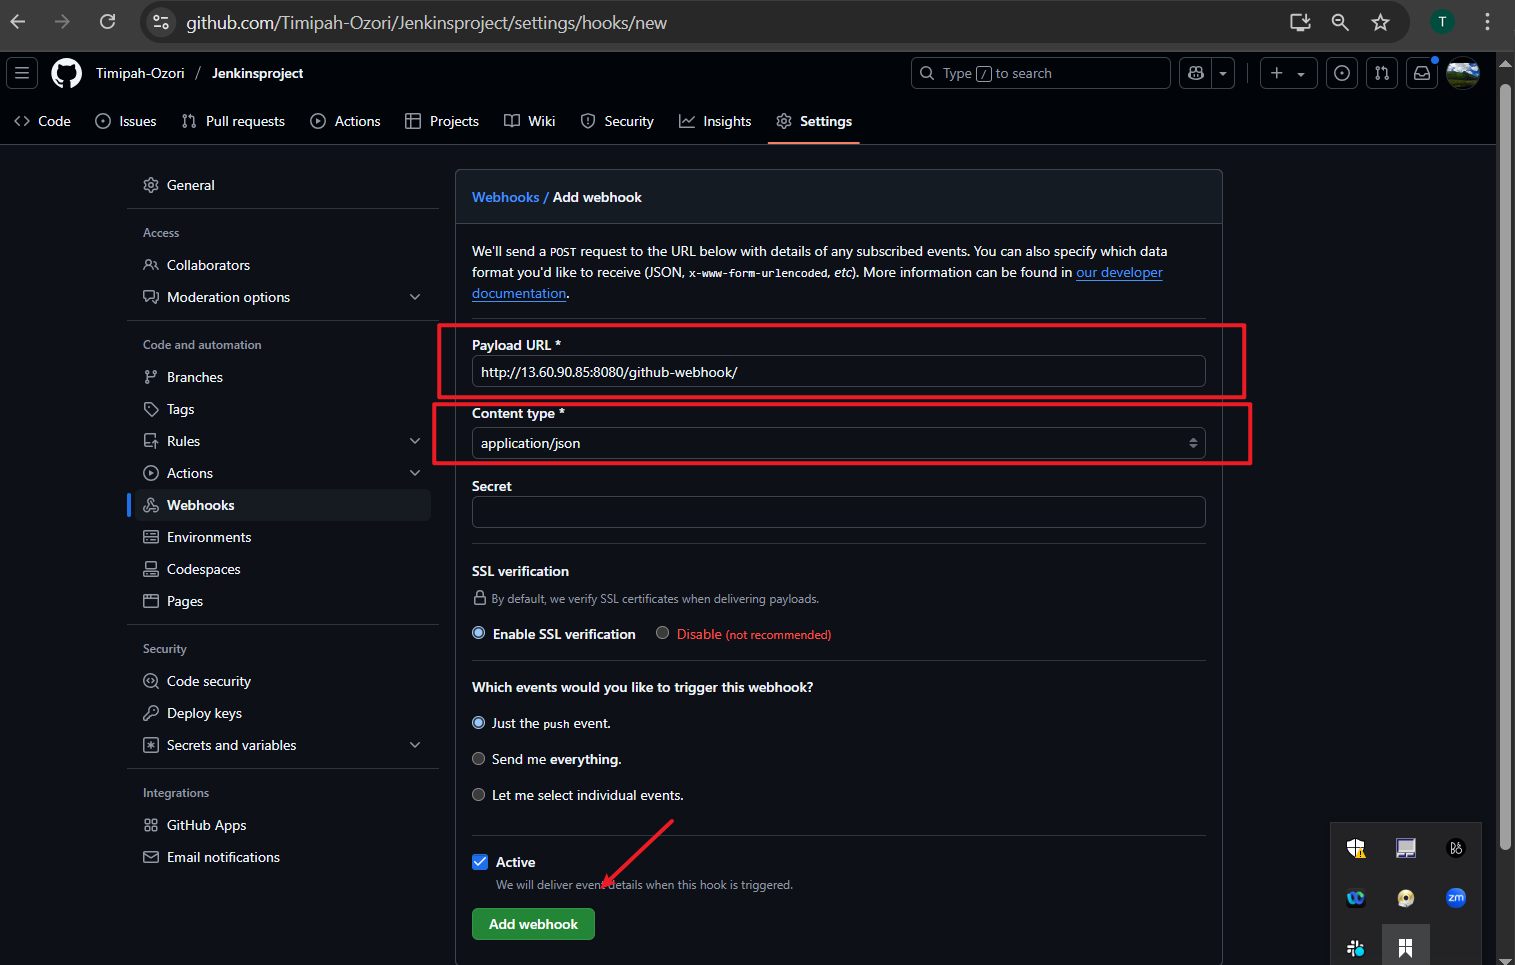 github.com/Timipah-Ozori/Jenkinsproject/settings/hooks/new
T
Timipah-Ozori / Jenkinsproject
Type / to search
Code
Issues
Pull requests
Actions
Projects
Wiki
Security
Insights
Settings
General
Access
Collaborators
Moderation options
Code and automation
Branches
Tags
Rules
Actions
Webhooks
Environments
Codespaces
Pages
Security
Code security
Deploy keys
Secrets and variables
Integrations
GitHub Apps
Email notifications
Webhooks / Add webhook
We'll send a POST request to the URL below with details of any subscribed events. You can also specify which data
format you'd like to receive (JSON, x-www-form-urlencoded, etc). More information can be found in our developer
documentation.
Payload URL *
http://13.60.90.85:8080/github-webhook/
Content type *
application/json
Secret
SSL verification
By default, we verify SSL certificates when delivering payloads.
Enable SSL verification
Disable (not recommended)
Which events would you like to trigger this webhook?
Just the push event.
Send me everything.
Let me select individual events.
Active
We will deliver event details when this hook is triggered.
Add webhook
zm